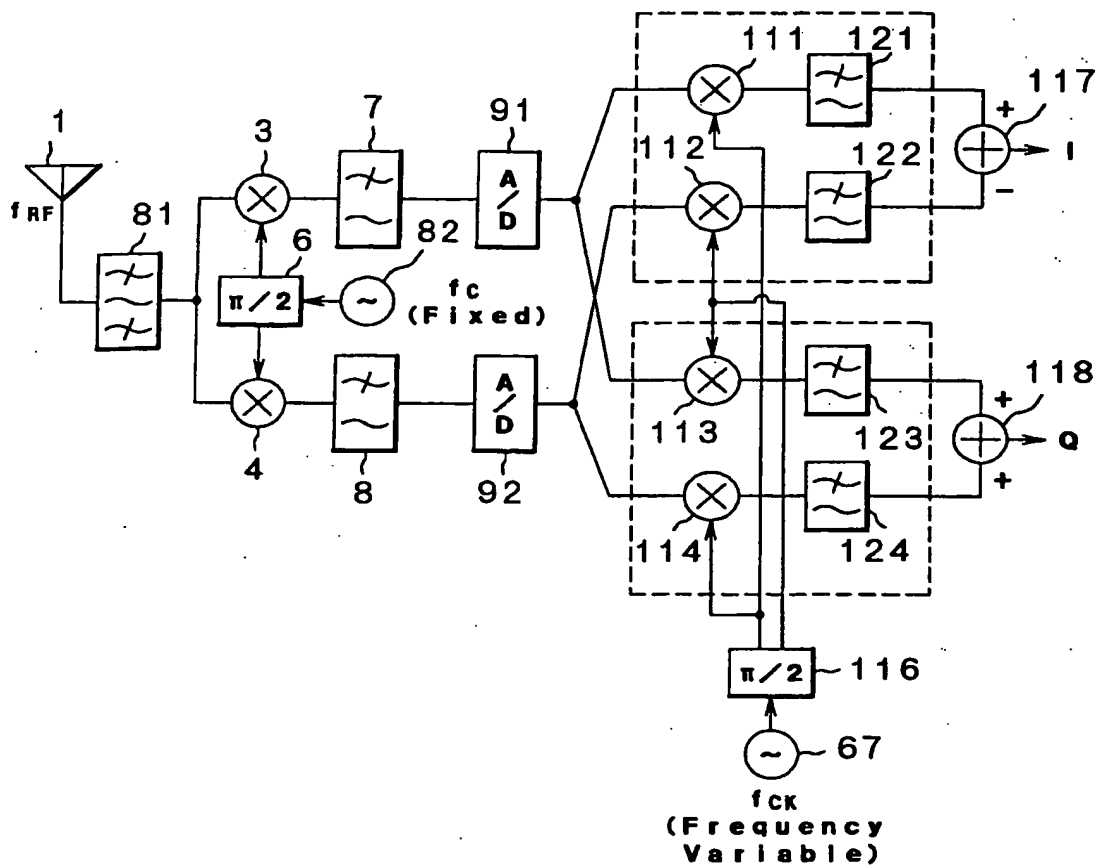 111
121
117
1
3
7
91
+
I
−
112
122
fRF
81
6
82
A/D
π/2
~
fC
(Fixed)
A/D
118
+
Q
+
113
123
4
8
92
114
124
π/2
116
~
67
fCK
(Frequency
Variable)